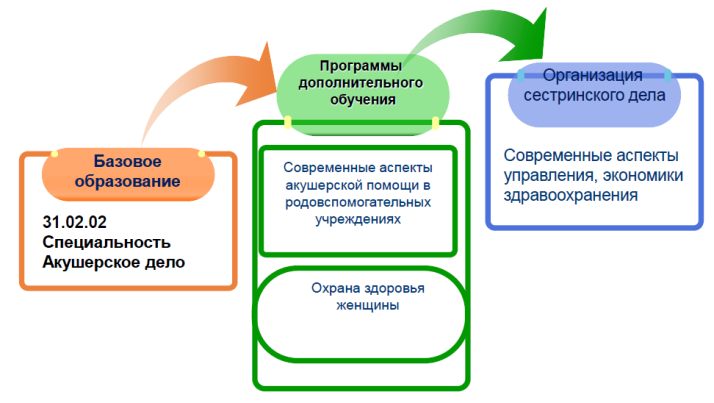 Базовое
образование
31.02.02
Специальность
Акушерское дело
Программы
дополнительного
обучения
Современные аспекты
акушерской помощи в
родовспомогательных
учреждениях
Охрана здоровья
женщины
Организация
сестринского дела
Современные аспекты
управления, экономики
здравоохранения